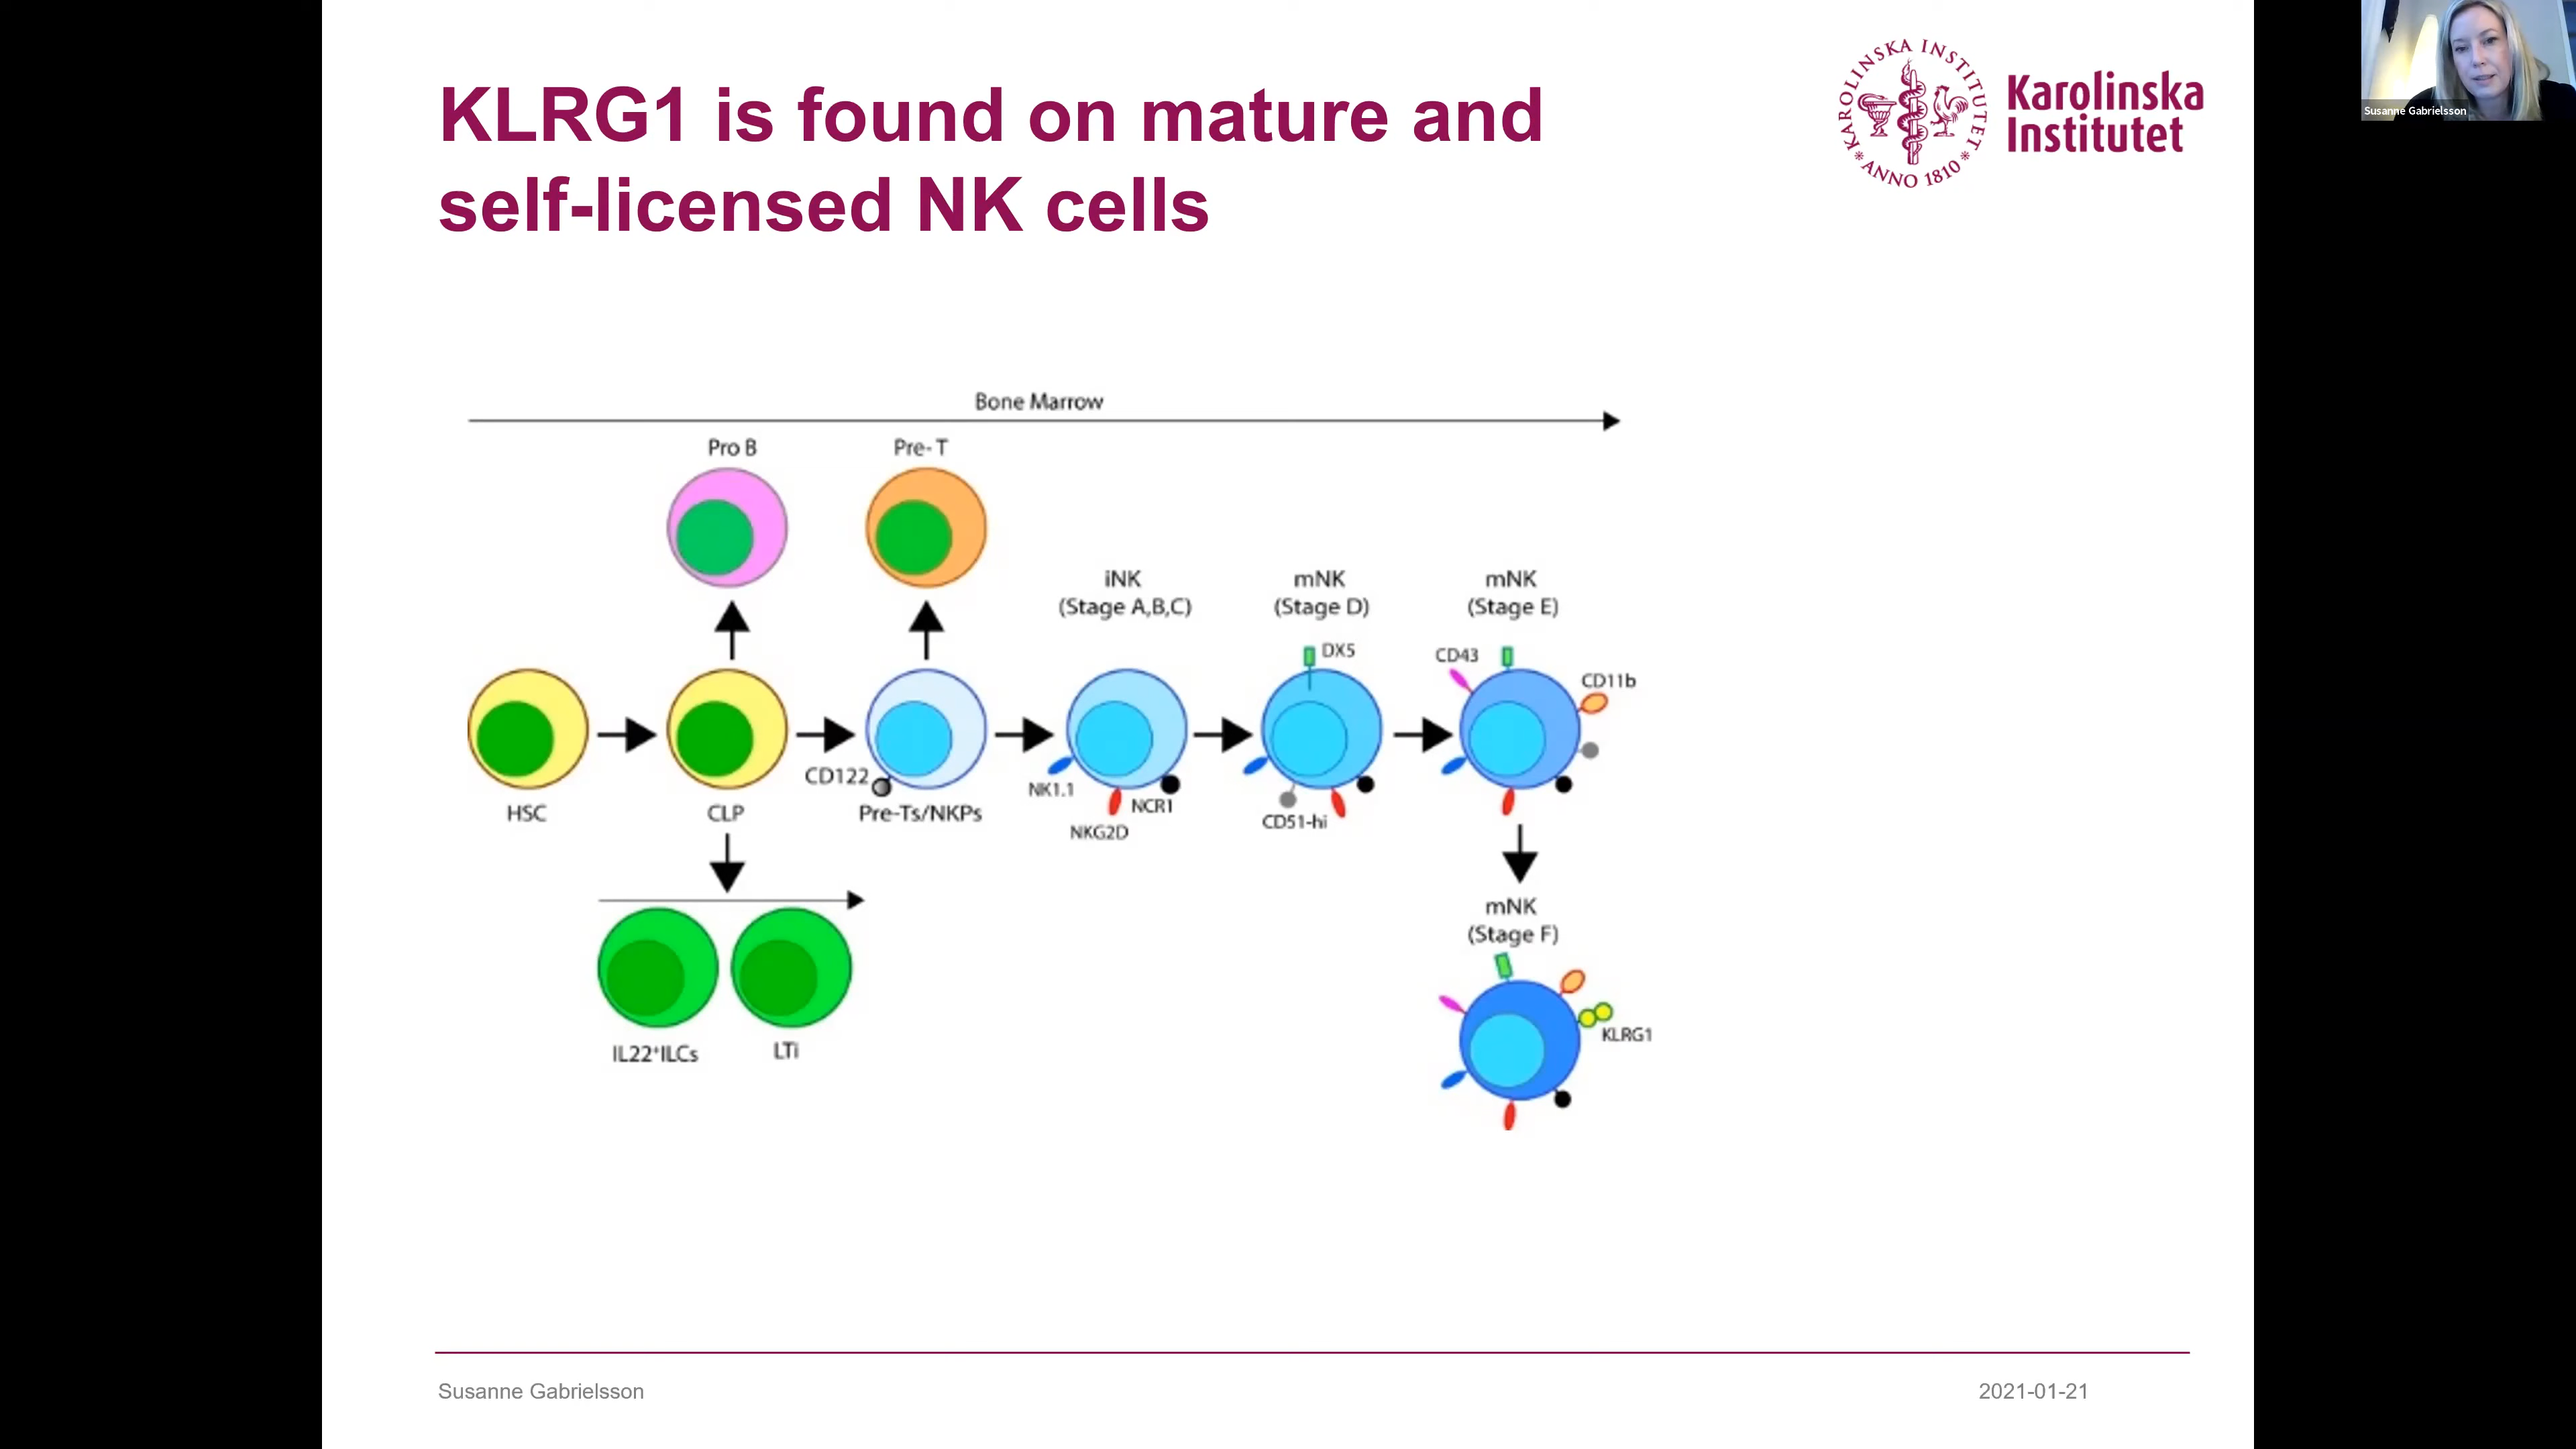 KLRG1 is found on mature and
self-licensed NK cells
KAROLINSKA INSTITUTET
* ANNO 1810 *
Karolinska
Institutet
Susanne Gabrielsson
Bone Marrow
Pro B
Pre-T
iNK
(Stage A,B,C)
mNK
(Stage D)
mNK
(Stage E)
DX5
CD43
CD11b
CD122
NK1.1
NCR1
NKG2D
CD51-hi
HSC
CLP
Pre-Ts/NKPs
mNK
(Stage F)
KLRG1
IL22⁺ILCs
LTi
Susanne Gabrielsson
2021-01-21